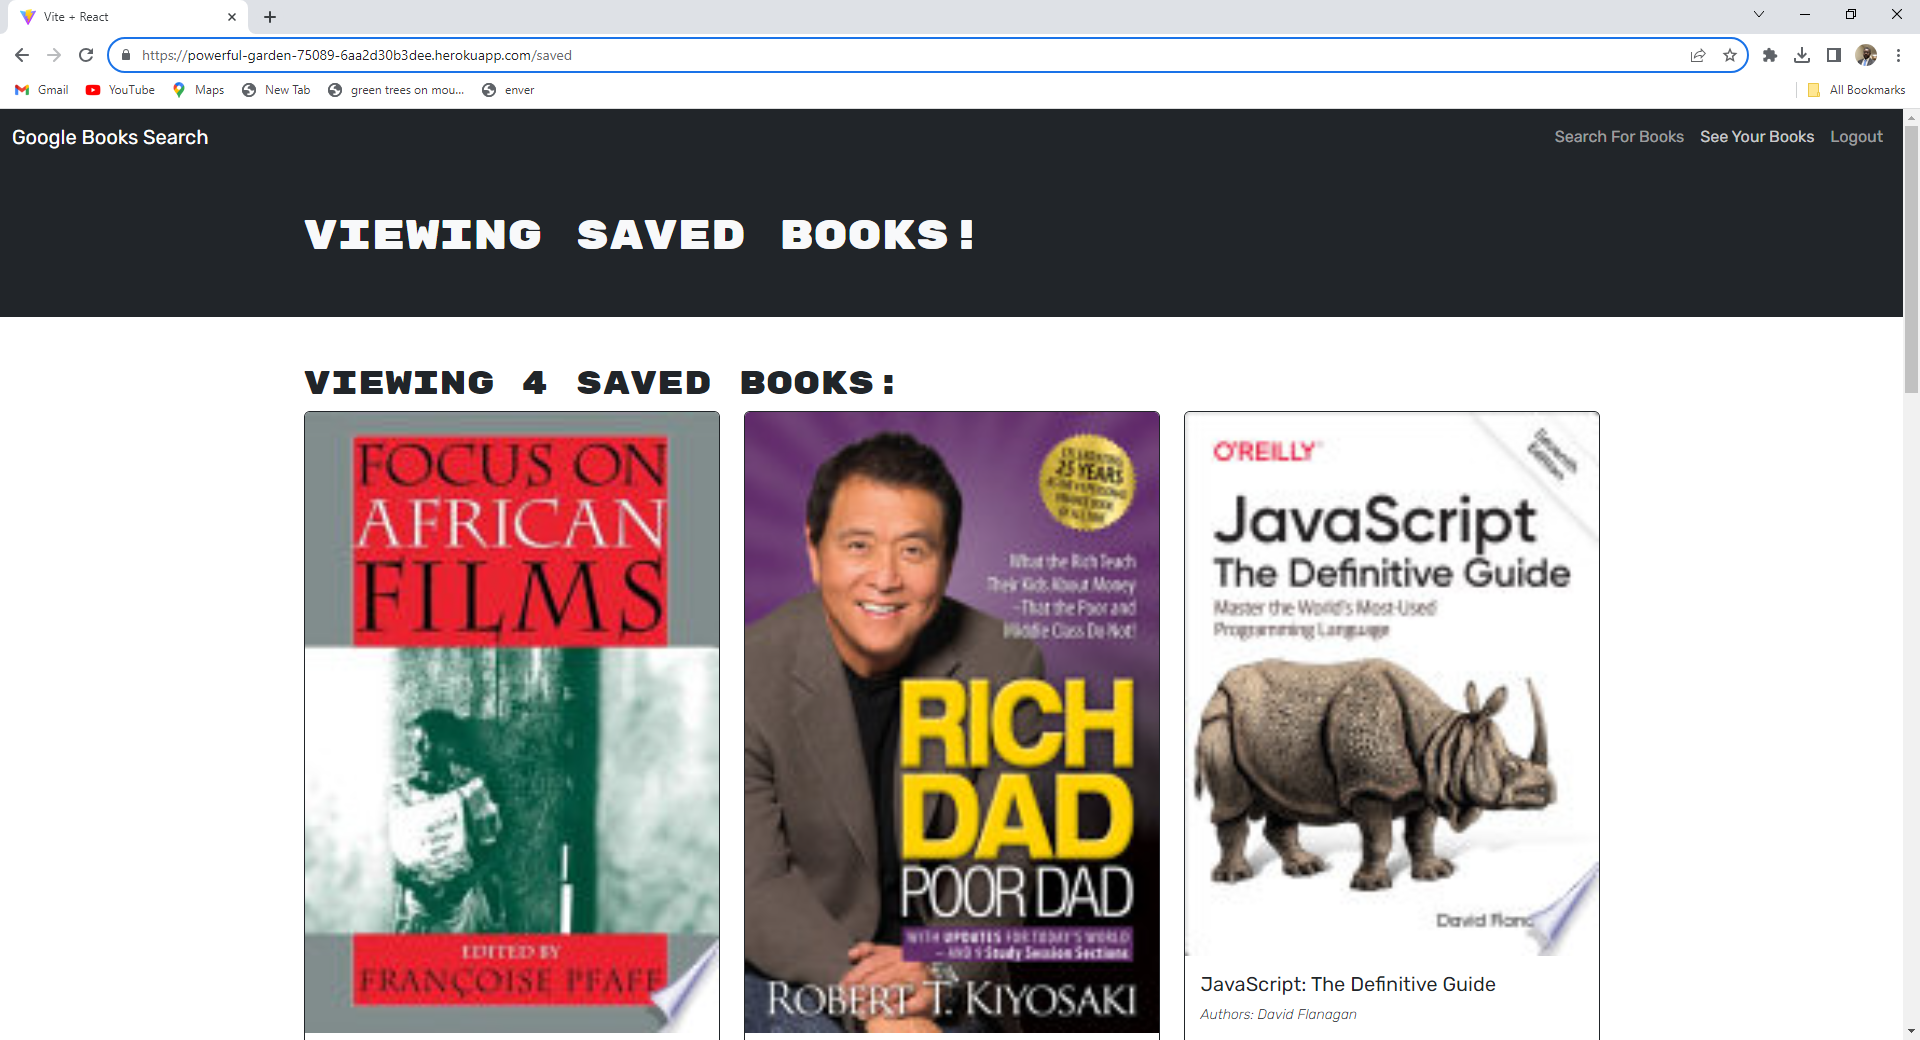 Vite + React
https://powerful-garden-75089-6aa2d30b3dee.herokuapp.com/saved
Gmail YouTube Maps New Tab green trees on mou... enver All Bookmarks
Google Books Search Search For Books See Your Books Logout
VIEWING SAVED BOOKS!
VIEWING 4 SAVED BOOKS:
FOCUS ON
AFRICAN
FILMS
EDITED BY
FRANÇOISE PFAFF
25 YEARS
What the Rich Teach
Their Kids About Money
–That the Poor and
Middle Class Do Not!
RICH
DAD
POOR DAD
WITH UPDATES FOR TODAY'S WORLD
– AND 9 Study Session Sections
ROBERT T. KIYOSAKI
O'REILLY
Seventh
Edition
JavaScript
The Definitive Guide
Master the World's Most-Used
Programming Language
David Flanc
JavaScript: The Definitive Guide
Authors: David Flanagan